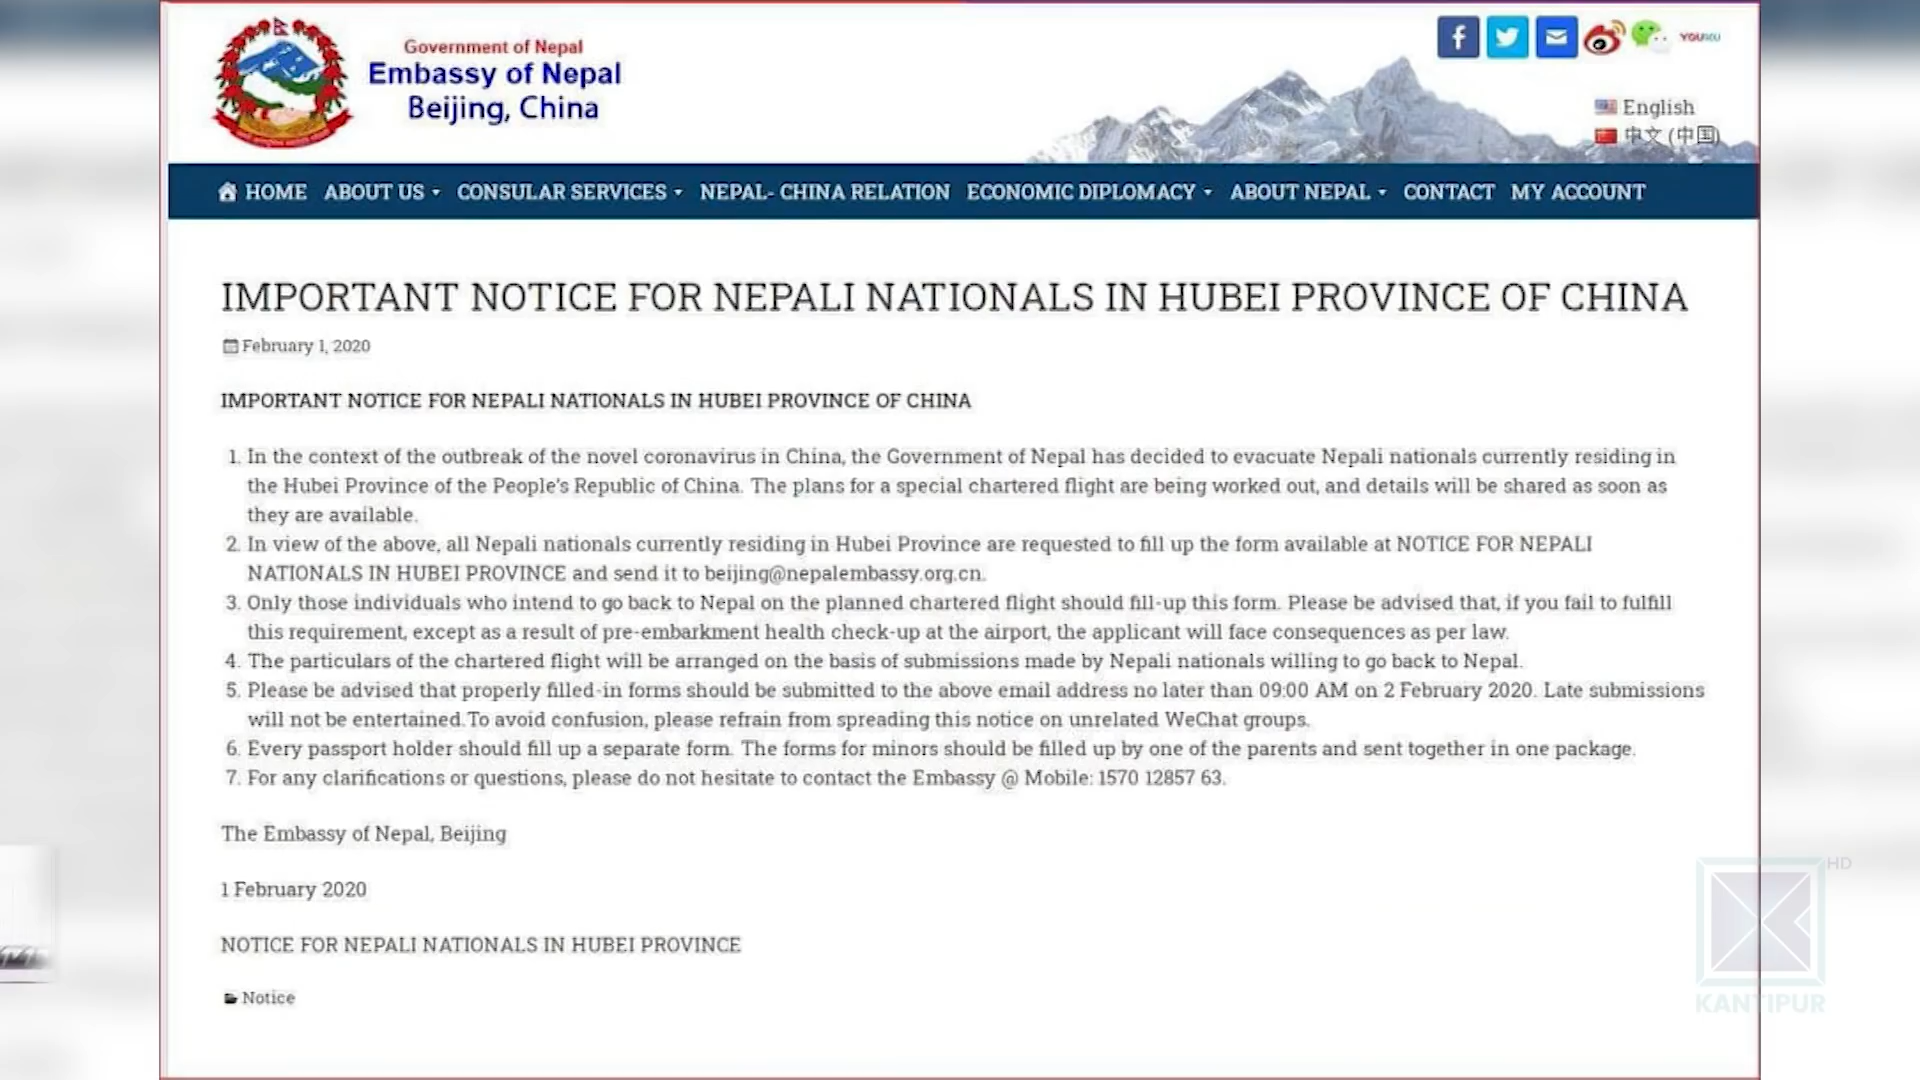 Government of Nepal
Embassy of Nepal
Beijing, China
YOUKU
English
中文 (中国)
HOME ABOUT US CONSULAR SERVICES NEPAL- CHINA RELATION ECONOMIC DIPLOMACY ABOUT NEPAL CONTACT MY ACCOUNT
IMPORTANT NOTICE FOR NEPALI NATIONALS IN HUBEI PROVINCE OF CHINA
February 1, 2020
IMPORTANT NOTICE FOR NEPALI NATIONALS IN HUBEI PROVINCE OF CHINA
1. In the context of the outbreak of the novel coronavirus in China, the Government of Nepal has decided to evacuate Nepali nationals currently residing in
the Hubei Province of the People's Republic of China. The plans for a special chartered flight are being worked out, and details will be shared as soon as
they are available.
2. In view of the above, all Nepali nationals currently residing in Hubei Province are requested to fill up the form available at NOTICE FOR NEPALI
NATIONALS IN HUBEI PROVINCE and send it to beijing@nepalembassy.org.cn.
3. Only those individuals who intend to go back to Nepal on the planned chartered flight should fill-up this form. Please be advised that, if you fail to fulfill
this requirement, except as a result of pre-embarkment health check-up at the airport, the applicant will face consequences as per law.
4. The particulars of the chartered flight will be arranged on the basis of submissions made by Nepali nationals willing to go back to Nepal.
5. Please be advised that properly filled-in forms should be submitted to the above email address no later than 09:00 AM on 2 February 2020. Late submissions
will not be entertained.To avoid confusion, please refrain from spreading this notice on unrelated WeChat groups.
6. Every passport holder should fill up a separate form. The forms for minors should be filled up by one of the parents and sent together in one package.
7. For any clarifications or questions, please do not hesitate to contact the Embassy @ Mobile: 1570 12857 63.
The Embassy of Nepal, Beijing
1 February 2020
NOTICE FOR NEPALI NATIONALS IN HUBEI PROVINCE
Notice
HD
KANTIPUR